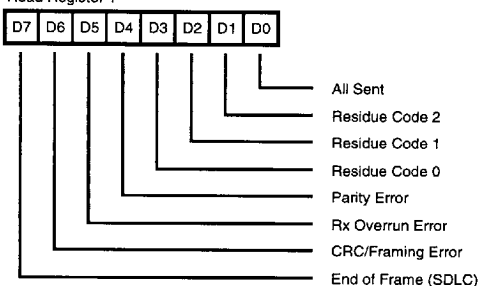 Read Register 1
D7 D6 D5 D4 D3 D2 D1 D0
All Sent
Residue Code 2
Residue Code 1
Residue Code 0
Parity Error
Rx Overrun Error
CRC/Framing Error
End of Frame (SDLC)